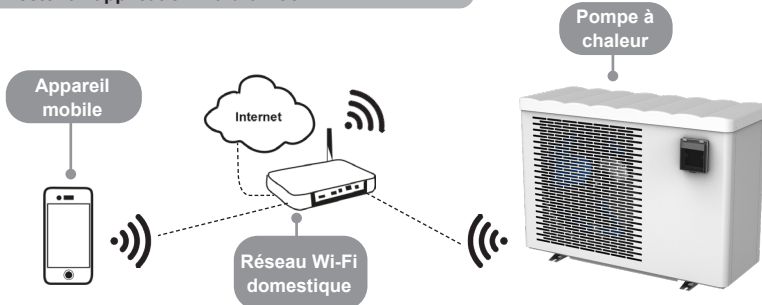 Pompe à
chaleur
Appareil
mobile
Internet
Réseau Wi-Fi
domestique